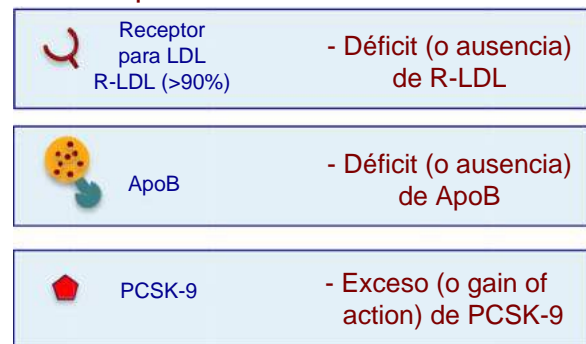 Receptor
para LDL
R-LDL (>90%)
- Déficit (o ausencia)
de R-LDL
ApoB
- Déficit (o ausencia)
de ApoB
PCSK-9
- Exceso (o gain of
action) de PCSK-9